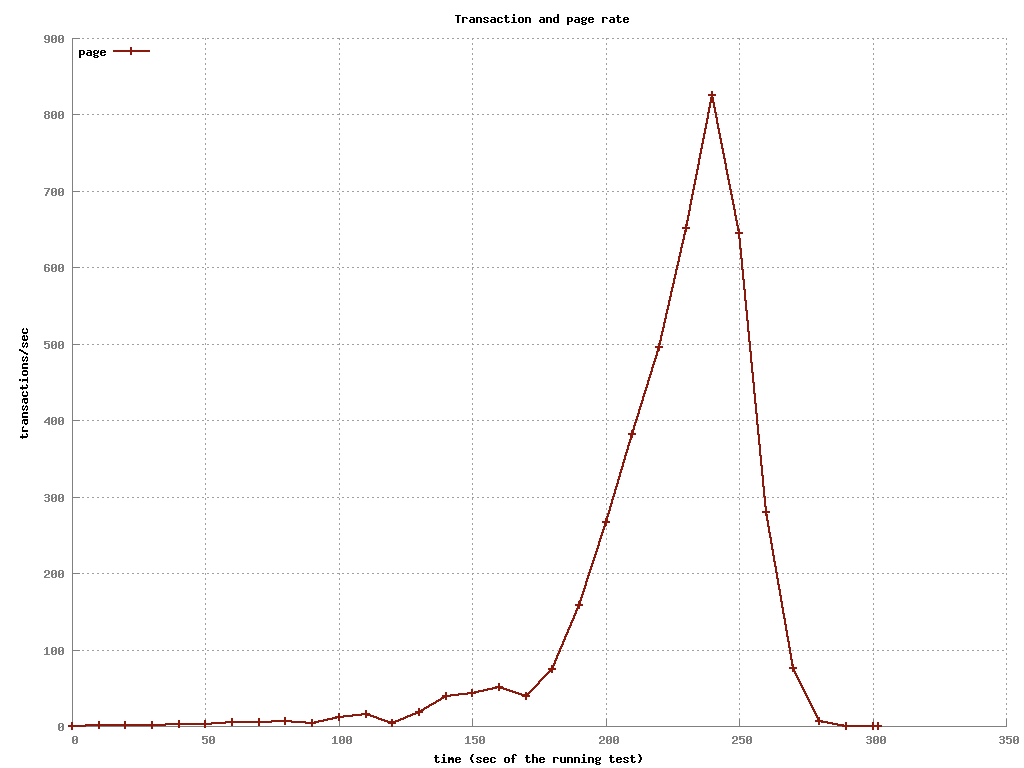 Transaction and page rate
page
900
800
700
600
500
400
300
200
100
0
transactions/sec
0 50 100 150 200 250 300 350
time (sec of the running test)